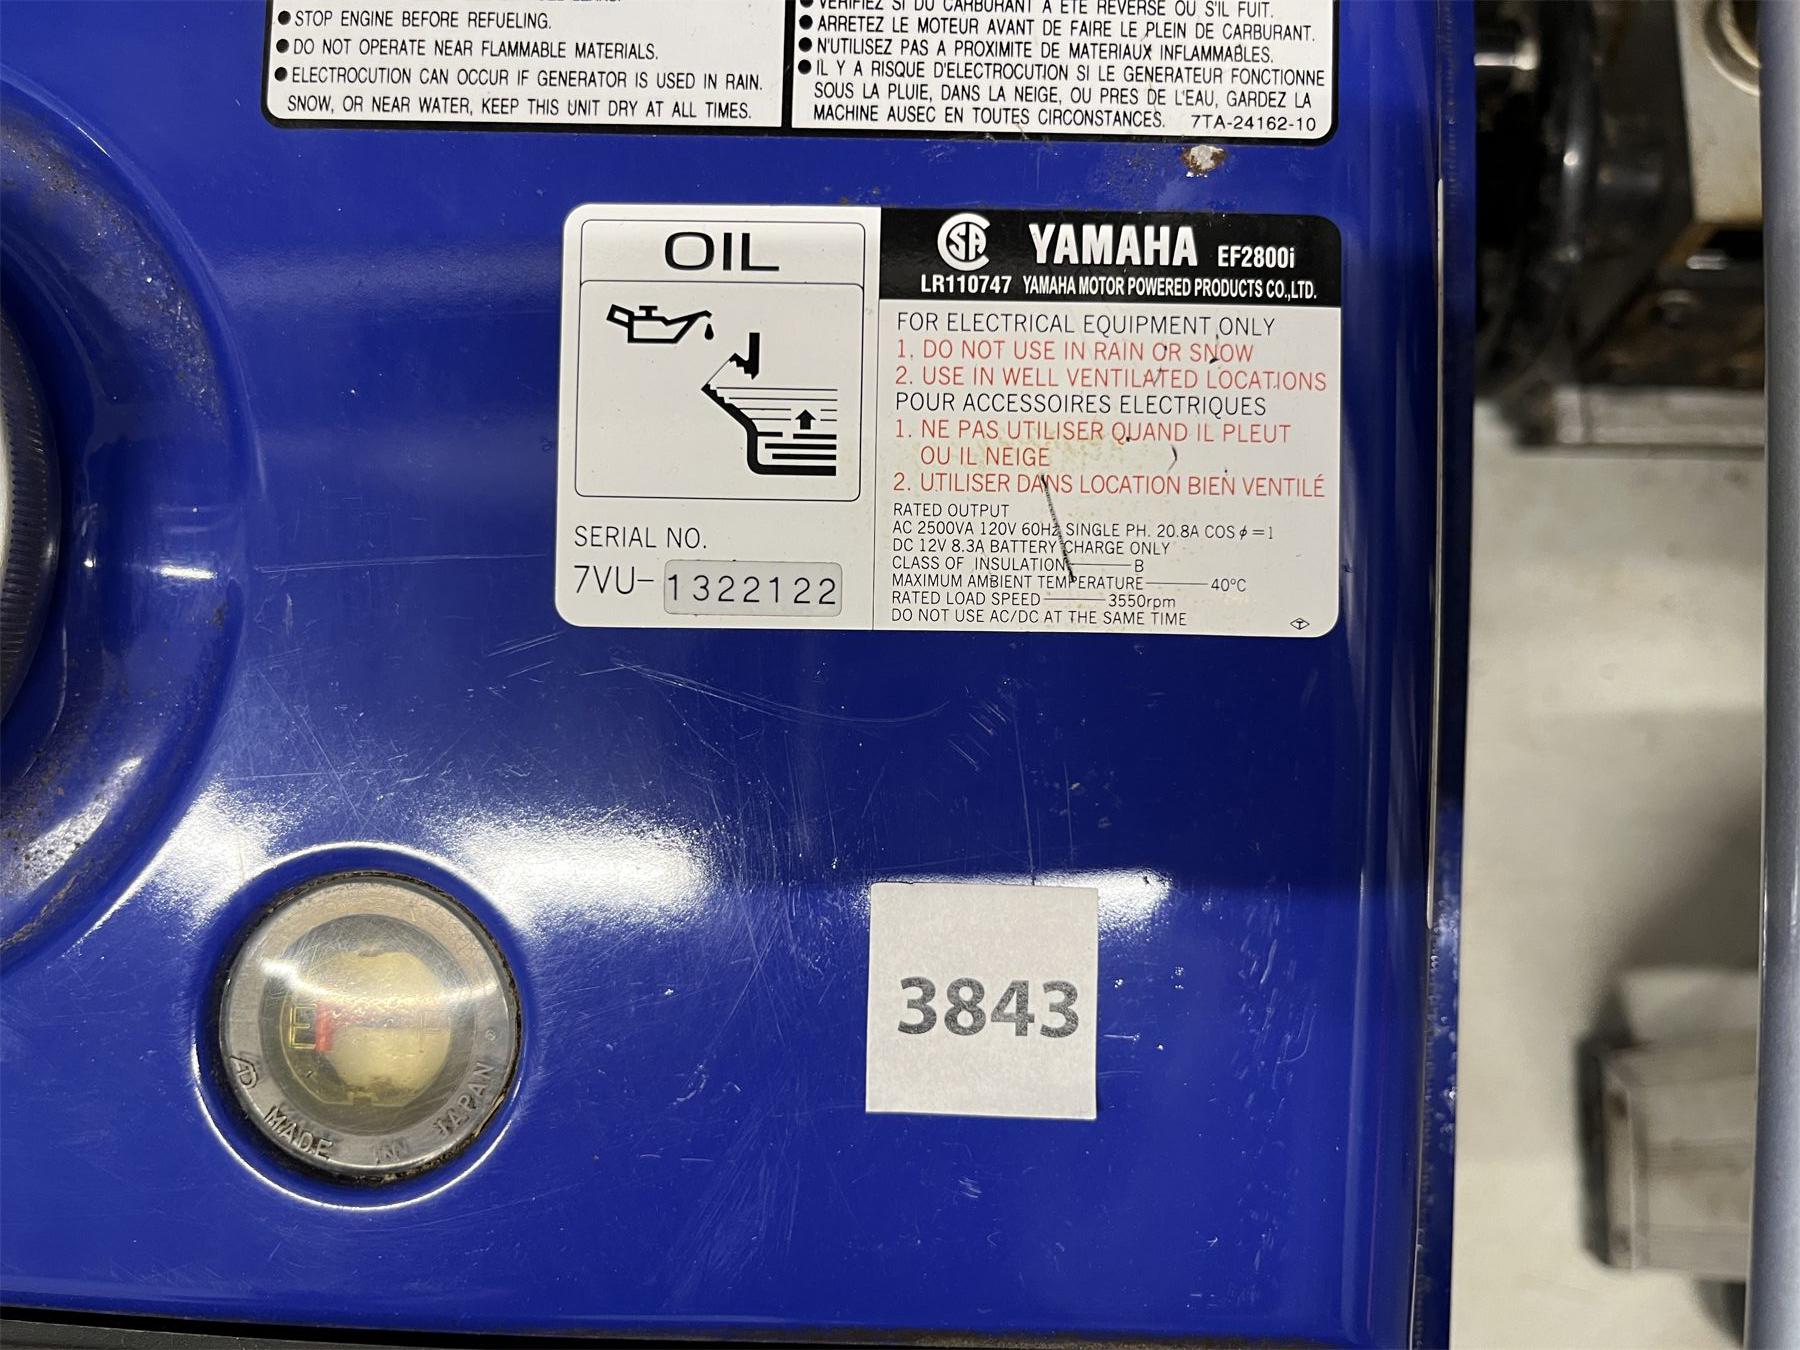 ● STOP ENGINE BEFORE REFUELING.
● DO NOT OPERATE NEAR FLAMMABLE MATERIALS.
● ELECTROCUTION CAN OCCUR IF GENERATOR IS USED IN RAIN.
SNOW, OR NEAR WATER, KEEP THIS UNIT DRY AT ALL TIMES.
● VERIFIEZ SI DU CARBURANT A ETE REVERSE OU S'IL FUIT.
● ARRETEZ LE MOTEUR AVANT DE FAIRE LE PLEIN DE CARBURANT.
● N'UTILISEZ PAS A PROXIMITE DE MATERIAUX INFLAMMABLES.
● IL Y A RISQUE D'ELECTROCUTION SI LE GENERATEUR FONCTIONNE
SOUS LA PLUIE, DANS LA NEIGE, OU PRES DE L'EAU, GARDEZ LA
MACHINE AUSEC EN TOUTES CIRCONSTANCES. 7TA-24162-10
OIL
SERIAL NO.
7VU-1322122
CSA YAMAHA EF2800i
LR110747 YAMAHA MOTOR POWERED PRODUCTS CO.,LTD.
FOR ELECTRICAL EQUIPMENT ONLY
1. DO NOT USE IN RAIN OR SNOW
2. USE IN WELL VENTILATED LOCATIONS
POUR ACCESSOIRES ELECTRIQUES
1. NE PAS UTILISER QUAND IL PLEUT
OU IL NEIGE
2. UTILISER DANS LOCATION BIEN VENTILÉ
RATED OUTPUT
AC 2500VA 120V 60Hz SINGLE PH. 20.8A COS φ = 1
DC 12V 8.3A BATTERY CHARGE ONLY
CLASS OF INSULATION B
MAXIMUM AMBIENT TEMPERATURE 40°C
RATED LOAD SPEED 3550rpm
DO NOT USE AC/DC AT THE SAME TIME
E
MADE IN JAPAN
3843